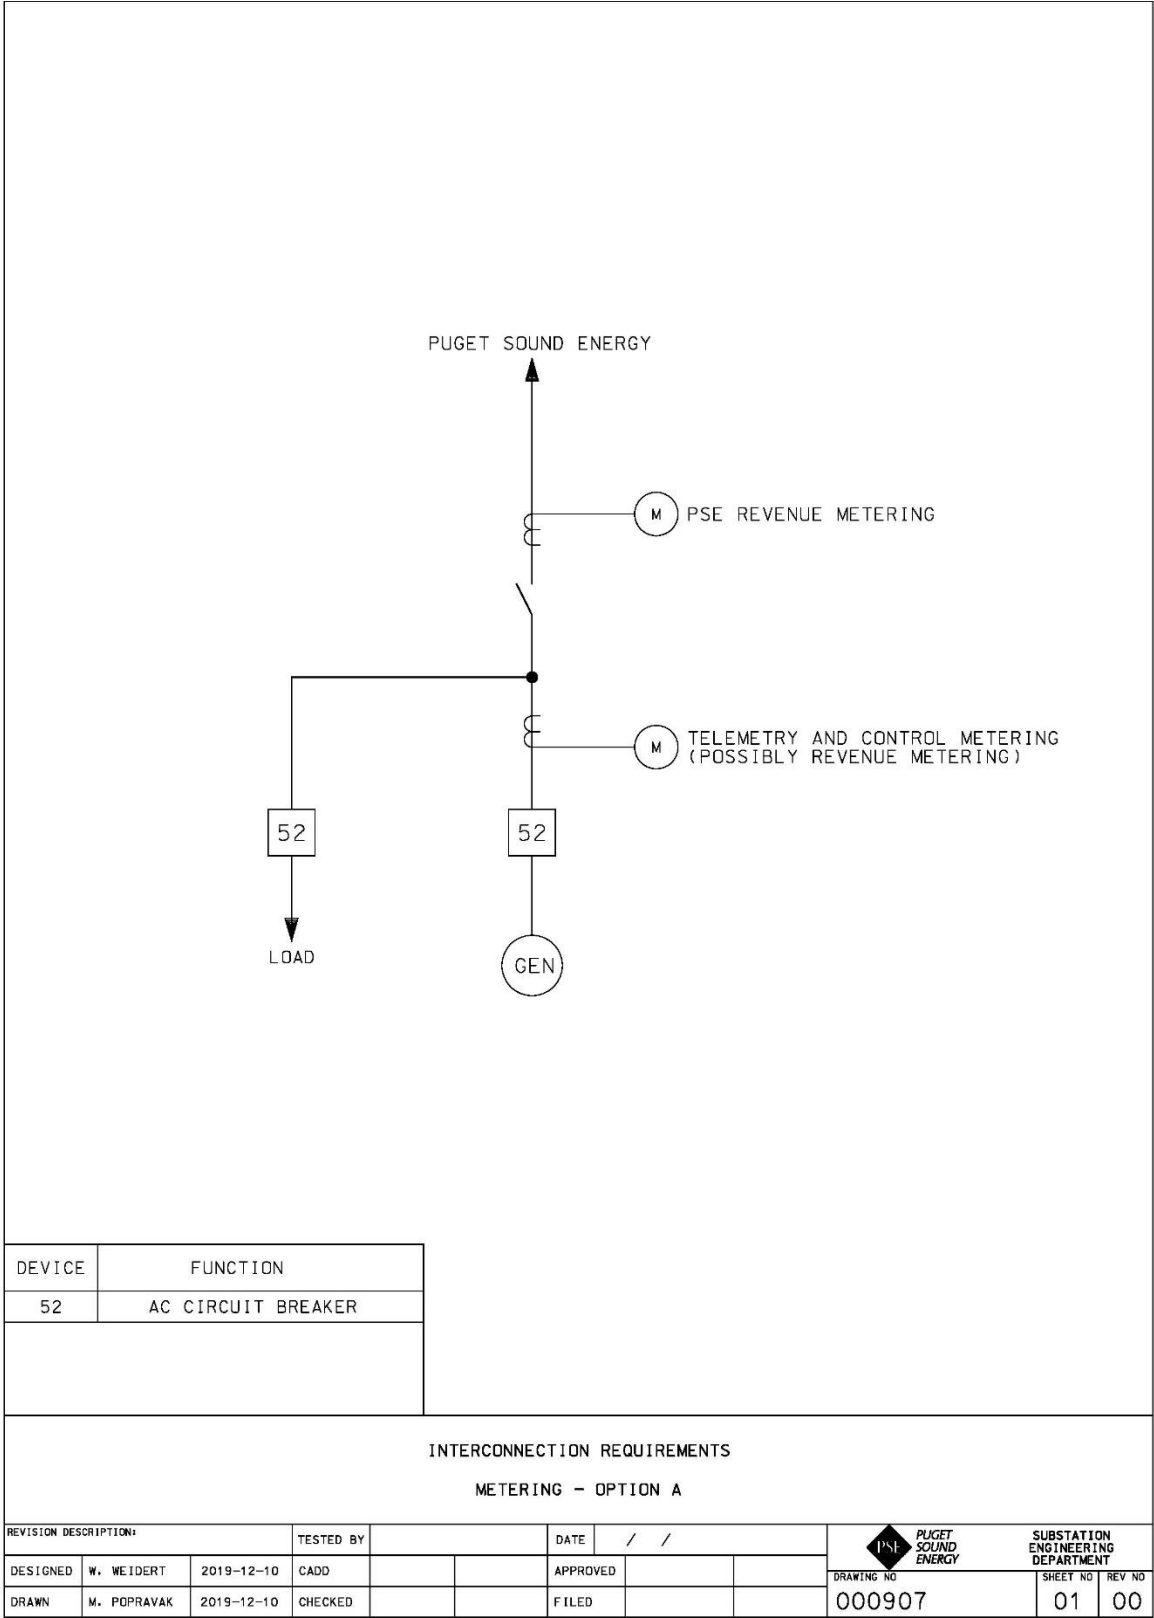 PUGET SOUND ENERGY
M PSE REVENUE METERING
M TELEMETRY AND CONTROL METERING
(POSSIBLY REVENUE METERING)
52 52
LOAD
GEN
DEVICE FUNCTION
52 AC CIRCUIT BREAKER
INTERCONNECTION REQUIREMENTS
METERING - OPTION A
REVISION DESCRIPTION:
TESTED BY
DATE / /
DESIGNED W. WEIDERT 2019-12-10 CADD APPROVED
DRAWN M. POPRAVAK 2019-12-10 CHECKED FILED
PSE
PUGET
SOUND
ENERGY
SUBSTATION
ENGINEERING
DEPARTMENT
DRAWING NO SHEET NO REV NO
000907 01 00